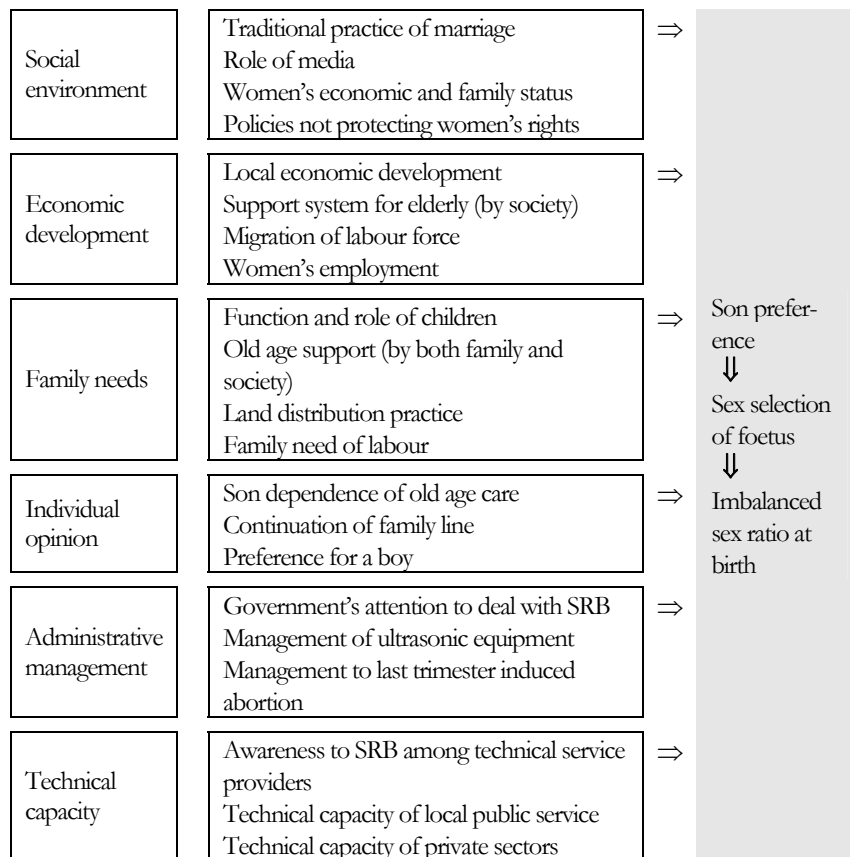 Social
environment
Traditional practice of marriage
Role of media
Women's economic and family status
Policies not protecting women's rights
⇒
Economic
development
Local economic development
Support system for elderly (by society)
Migration of labour force
Women's employment
⇒
Family needs
Function and role of children
Old age support (by both family and
society)
Land distribution practice
Family need of labour
⇒
Individual
opinion
Son dependence of old age care
Continuation of family line
Preference for a boy
⇒
Administrative
management
Government's attention to deal with SRB
Management of ultrasonic equipment
Management to last trimester induced
abortion
⇒
Technical
capacity
Awareness to SRB among technical service
providers
Technical capacity of local public service
Technical capacity of private sectors
⇒
Son prefer-
ence
⇓
Sex selection
of foetus
⇓
Imbalanced
sex ratio at
birth